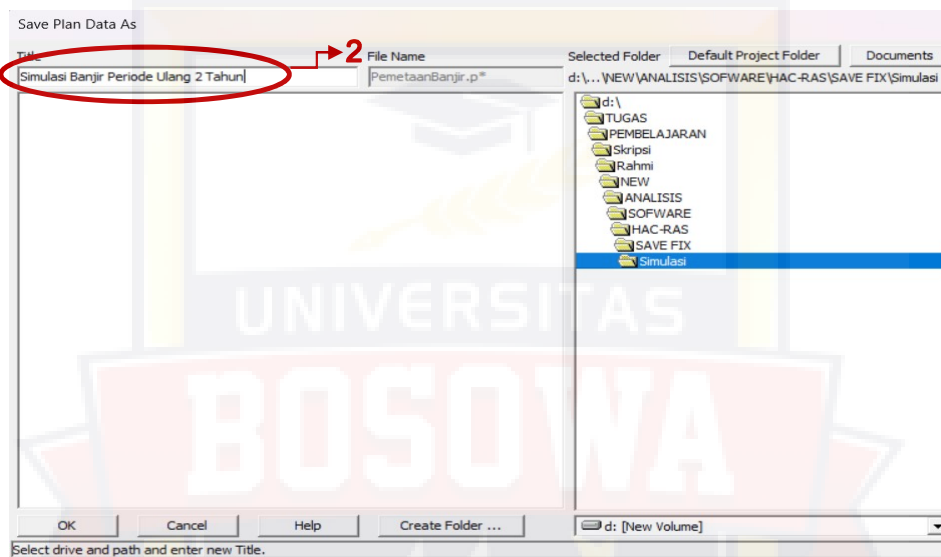 Save Plan Data As
Title
2
File Name
Selected Folder
Default Project Folder
Documents
Simulasi Banjir Periode Ulang 2 Tahun
PemetaanBanjir.p*
d:\...\NEW\ANALISIS\SOFWARE\HAC-RAS\SAVE FIX\Simulasi
d:\
TUGAS
PEMBELAJARAN
Skripsi
Rahmi
NEW
ANALISIS
SOFWARE
HAC-RAS
SAVE FIX
Simulasi
UNIVERSITAS
BOSOWA
OK
Cancel
Help
Create Folder ...
d: [New Volume]
Select drive and path and enter new Title.